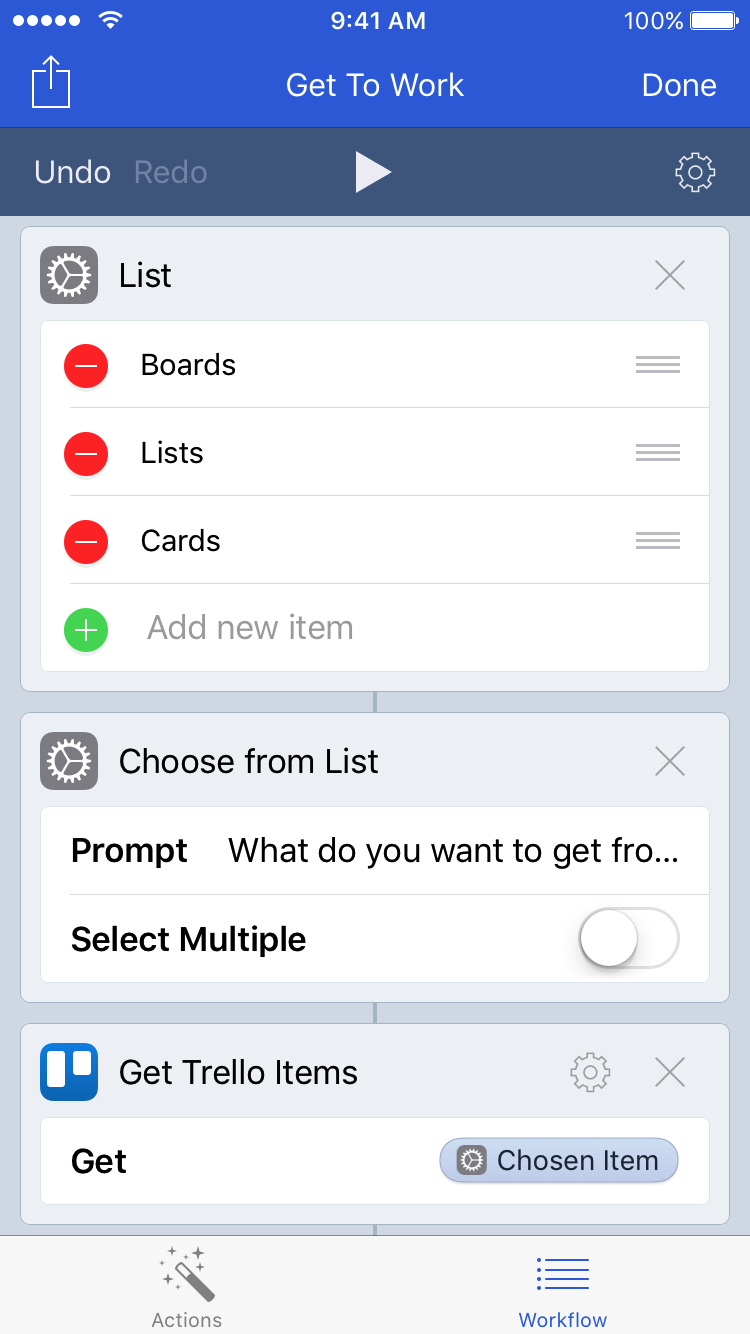 9:41 AM 100%
Get To Work Done
Undo Redo
List
Boards
Lists
Cards
Add new item
Choose from List
Prompt What do you want to get fro...
Select Multiple
Get Trello Items
Get Chosen Item
Actions Workflow